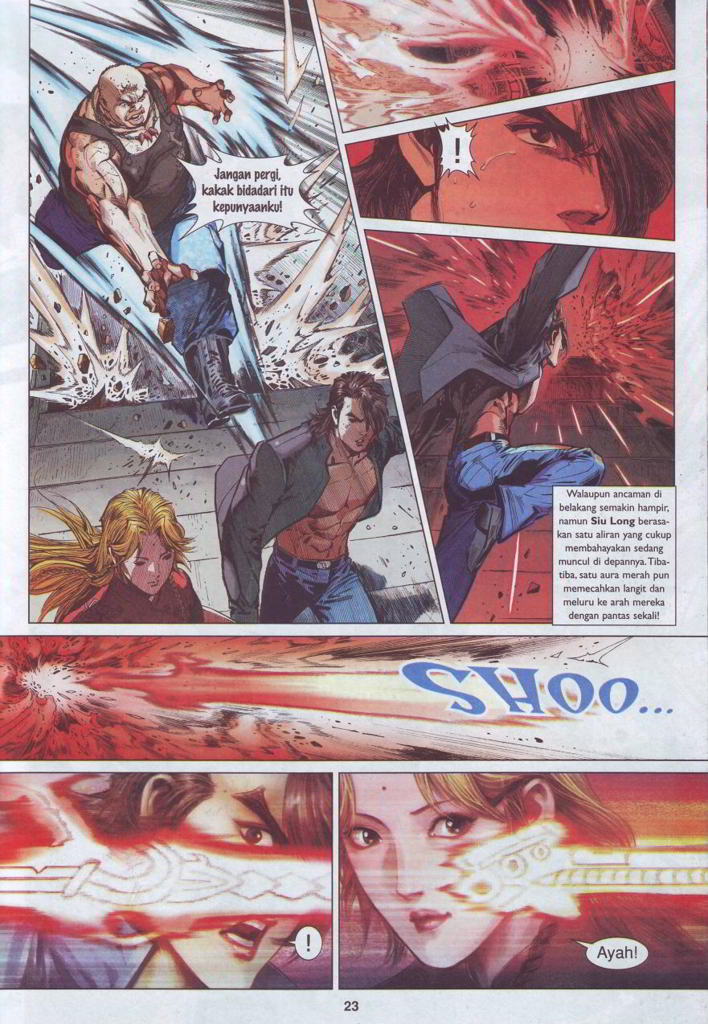 Jangan pergi,
kakak bidadari itu
kepunyaanku!
!
Walaupun ancaman di
belakang semakin hampir,
namun Siu Long berasa-
kan satu aliran yang cukup
membahayakan sedang
muncul di depannya. Tiba-
tiba, satu aura merah pun
memecahkan langit dan
meluru ke arah mereka
dengan pantas sekali!
SHOO...
!
Ayah!
23